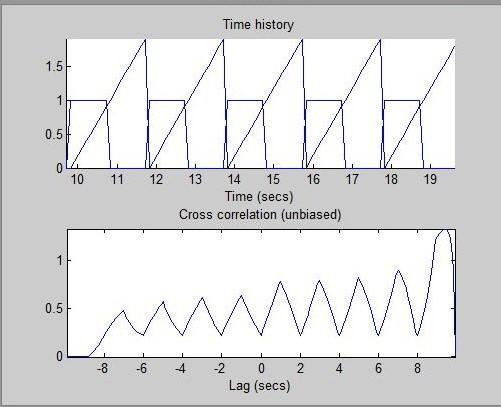 Time history
1.5
1
0.5
0
10 11 12 13 14 15 16 17 18 19
Time (secs)
Cross correlation (unbiased)
1
0.5
0
-8 -6 -4 -2 0 2 4 6 8
Lag (secs)